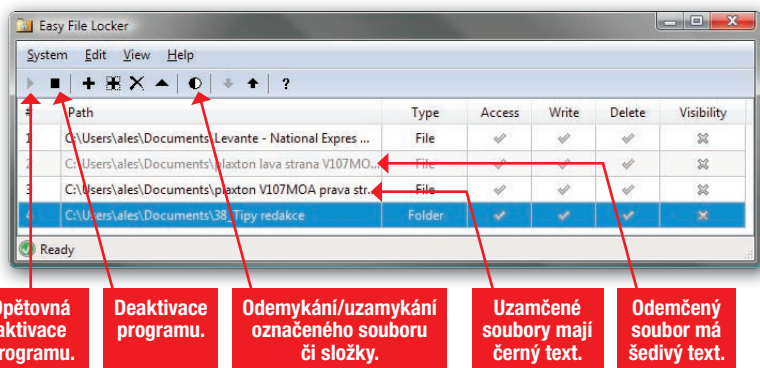 Easy File Locker
System Edit View Help
# Path Type Access Write Delete Visibility
1 C:\Users\ales\Documents\Levante - National Expres ... File
2 C:\Users\ales\Documents\plaxton lava strana V107MO... File
3 C:\Users\ales\Documents\plaxton V107MOA prava str... File
4 C:\Users\ales\Documents\38_Tipy redakce Folder
Ready
Opětovná
aktivace
programu.
Deaktivace
programu.
Odemykání/uzamykání
označeného souboru
či složky.
Uzamčené
soubory mají
černý text.
Odemčený
soubor má
šedivý text.